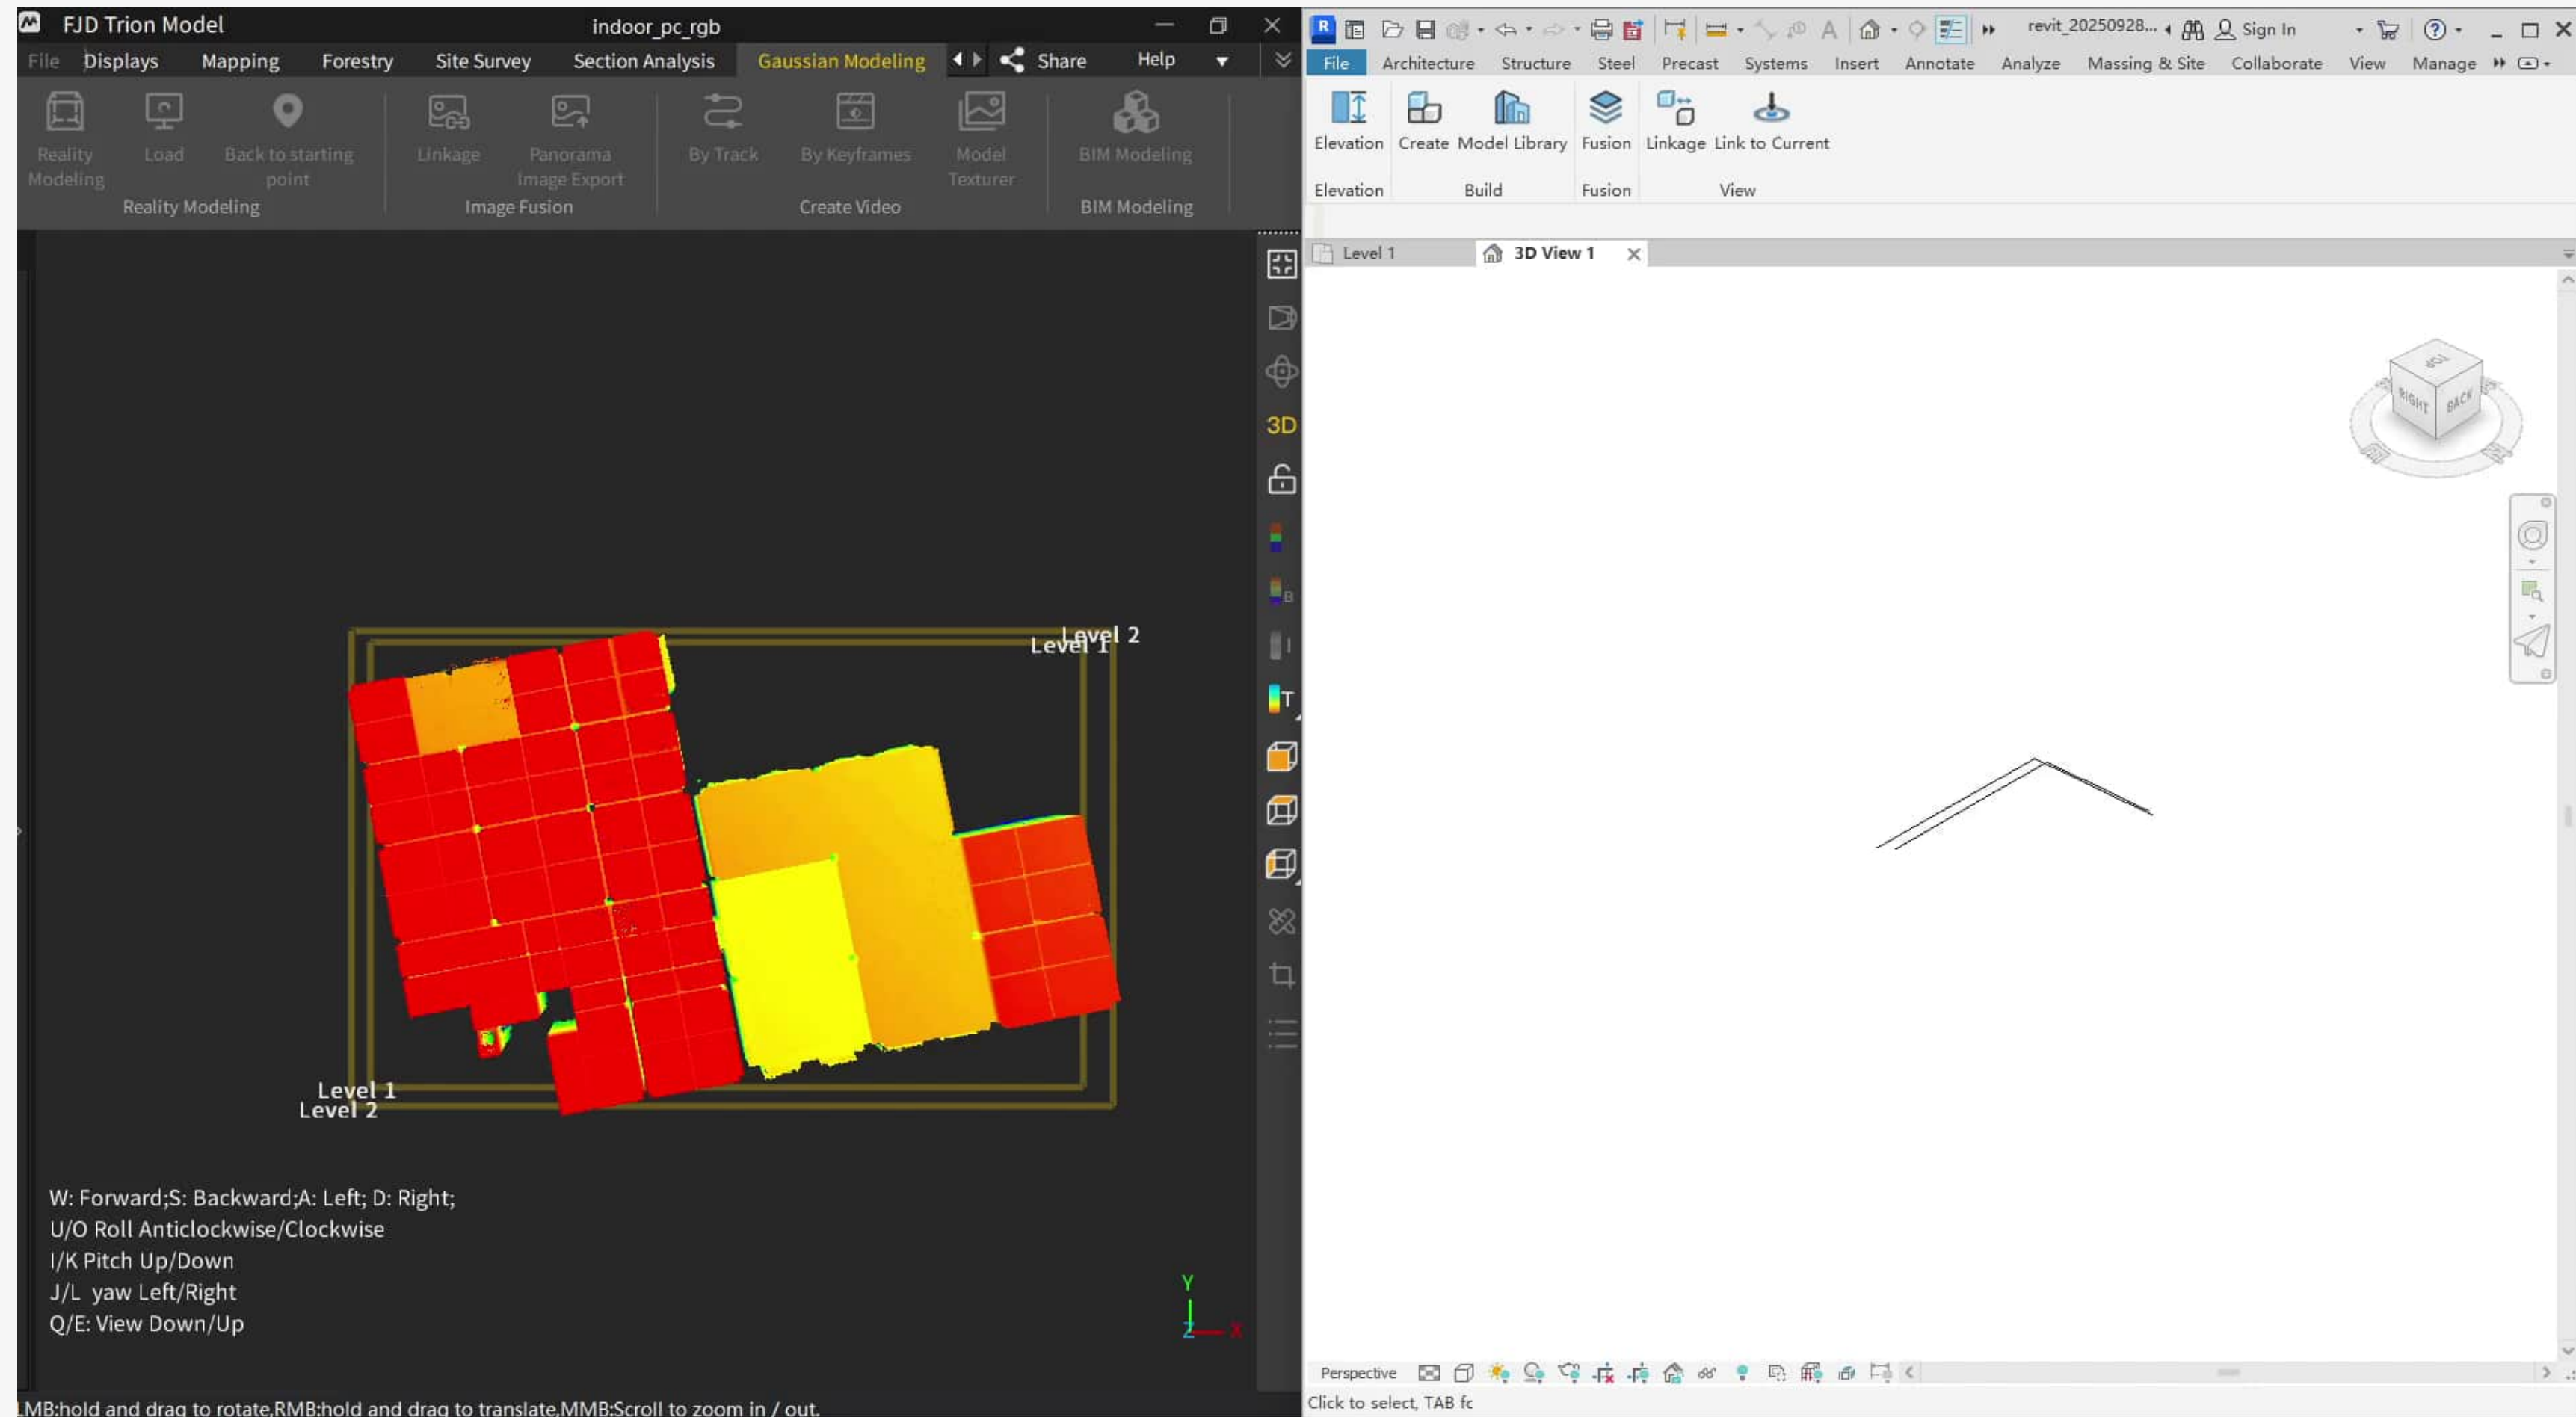 FJD Trion Model indoor_pc_rgb
File Displays Mapping Forestry Site Survey Section Analysis Gaussian Modeling Share Help
Reality Modeling
Load
Back to starting point
Linkage
Panorama Image Export
By Track
By Keyframes
Model Texturer
BIM Modeling
Reality Modeling Image Fusion Create Video BIM Modeling
3D
B
I
T
Level 2
Level 1
Level 1
Level 2
W: Forward;S: Backward;A: Left; D: Right;
U/O Roll Anticlockwise/Clockwise
I/K Pitch Up/Down
J/L yaw Left/Right
Q/E: View Down/Up
Y
Z X
LMB:hold and drag to rotate,RMB:hold and drag to translate,MMB:Scroll to zoom in / out.
R A revit_20250928... Sign In
File Architecture Structure Steel Precast Systems Insert Annotate Analyze Massing & Site Collaborate View Manage
Elevation Create Model Library Fusion Linkage Link to Current
Elevation Build Fusion View
Level 1 3D View 1
TOP
RIGHT BACK
Perspective
Click to select, TAB fc